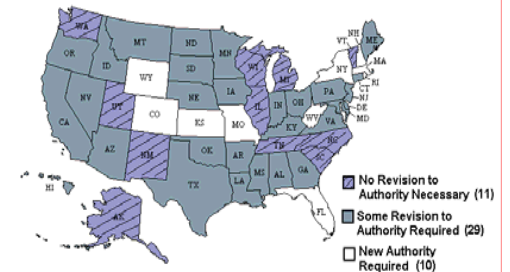 WA
MT
ND
MN
VT
NH
ME
OR
ID
SD
WI
MI
NY
MA
WY
RI
CT
NV
NE
IA
PA
NJ
UT
IL
IN
OH
DE
CA
CO
KS
MO
WV
VA
MD
KY
AZ
NM
OK
AR
TN
NC
SC
TX
LA
MS
AL
GA
HI
AK
FL
No Revision to
Authority Necessary (11)
Some Revision to
Authority Required (29)
New Authority
Required (10)